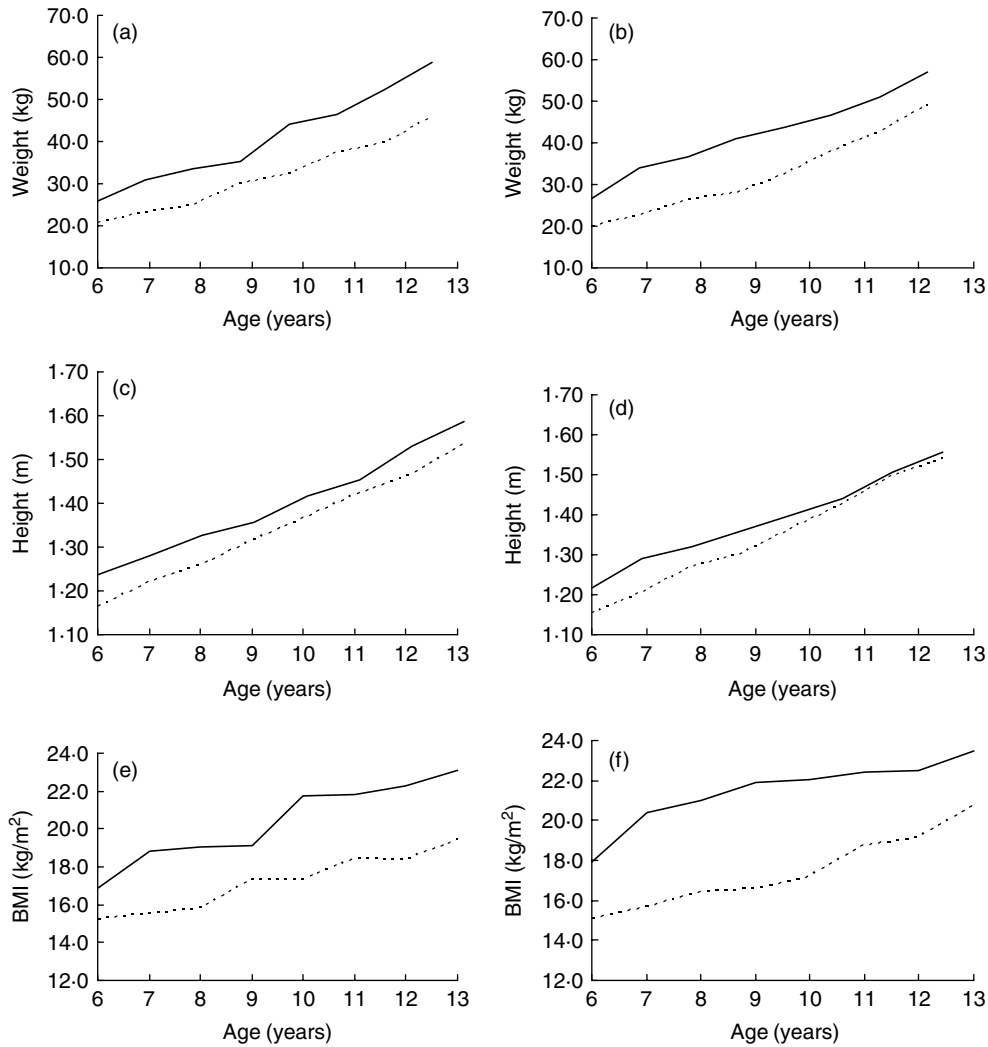 (a)
70·0
60·0
50·0
40·0
30·0
20·0
10·0
Weight (kg)
6 7 8 9 10 11 12 13
Age (years)
(b)
70·0
60·0
50·0
40·0
30·0
20·0
10·0
Weight (kg)
6 7 8 9 10 11 12 13
Age (years)
(c)
1·70
1·60
1·50
1·40
1·30
1·20
1·10
Height (m)
6 7 8 9 10 11 12 13
Age (years)
(d)
1·70
1·60
1·50
1·40
1·30
1·20
1·10
Height (m)
6 7 8 9 10 11 12 13
Age (years)
(e)
24·0
22·0
20·0
18·0
16·0
14·0
12·0
BMI (kg/m²)
6 7 8 9 10 11 12 13
Age (years)
(f)
24·0
22·0
20·0
18·0
16·0
14·0
12·0
BMI (kg/m²)
6 7 8 9 10 11 12 13
Age (years)